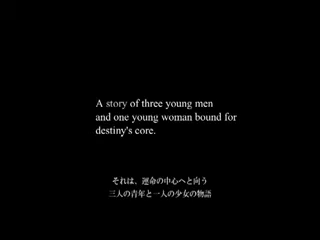 A story of three young men
and one young woman bound for
destiny's core.
それは、運命の中心へと向う
三人の青年と一人の少女の物語